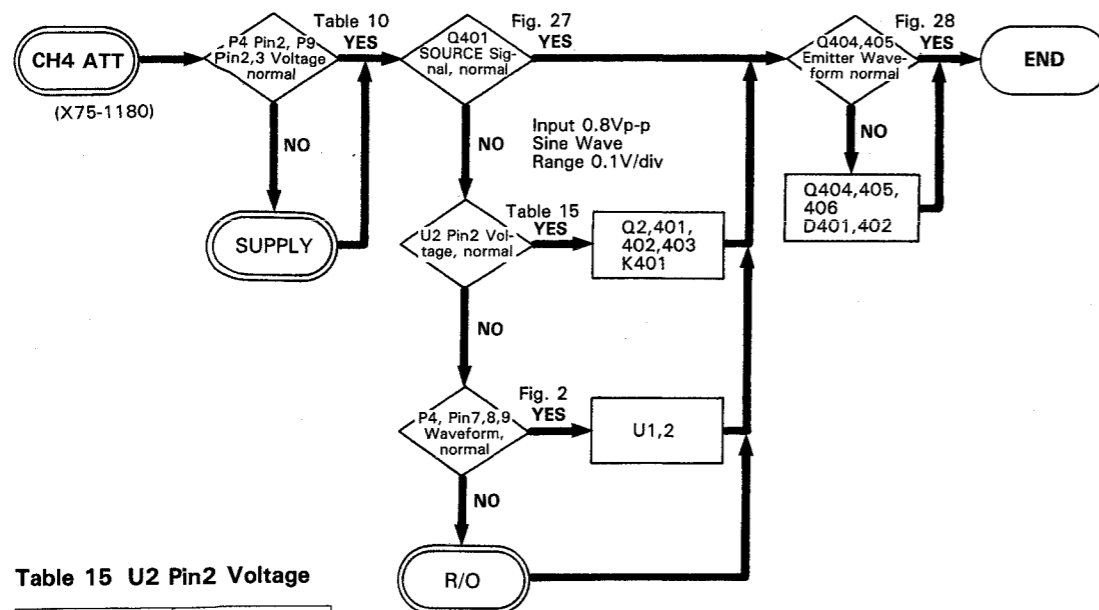 CH4 ATT
(X75-1180)
P4 Pin2, P9
Pin2,3 Voltage
normal
Table 10
YES
NO
SUPPLY
Q401
SOURCE Sig-
nal, normal
Fig. 27
YES
NO
Input 0.8Vp-p
Sine Wave
Range 0.1V/div
U2 Pin2 Vol-
tage, normal
Table 15
YES
Q2,401,
402,403
K401
NO
P4, Pin7,8,9
Waveform,
normal
Fig. 2
YES
U1,2
NO
R/O
Q404,405
Emitter Wave-
form normal
Fig. 28
YES
NO
Q404,405,
406
D401,402
END
Table 15 U2 Pin2 Voltage